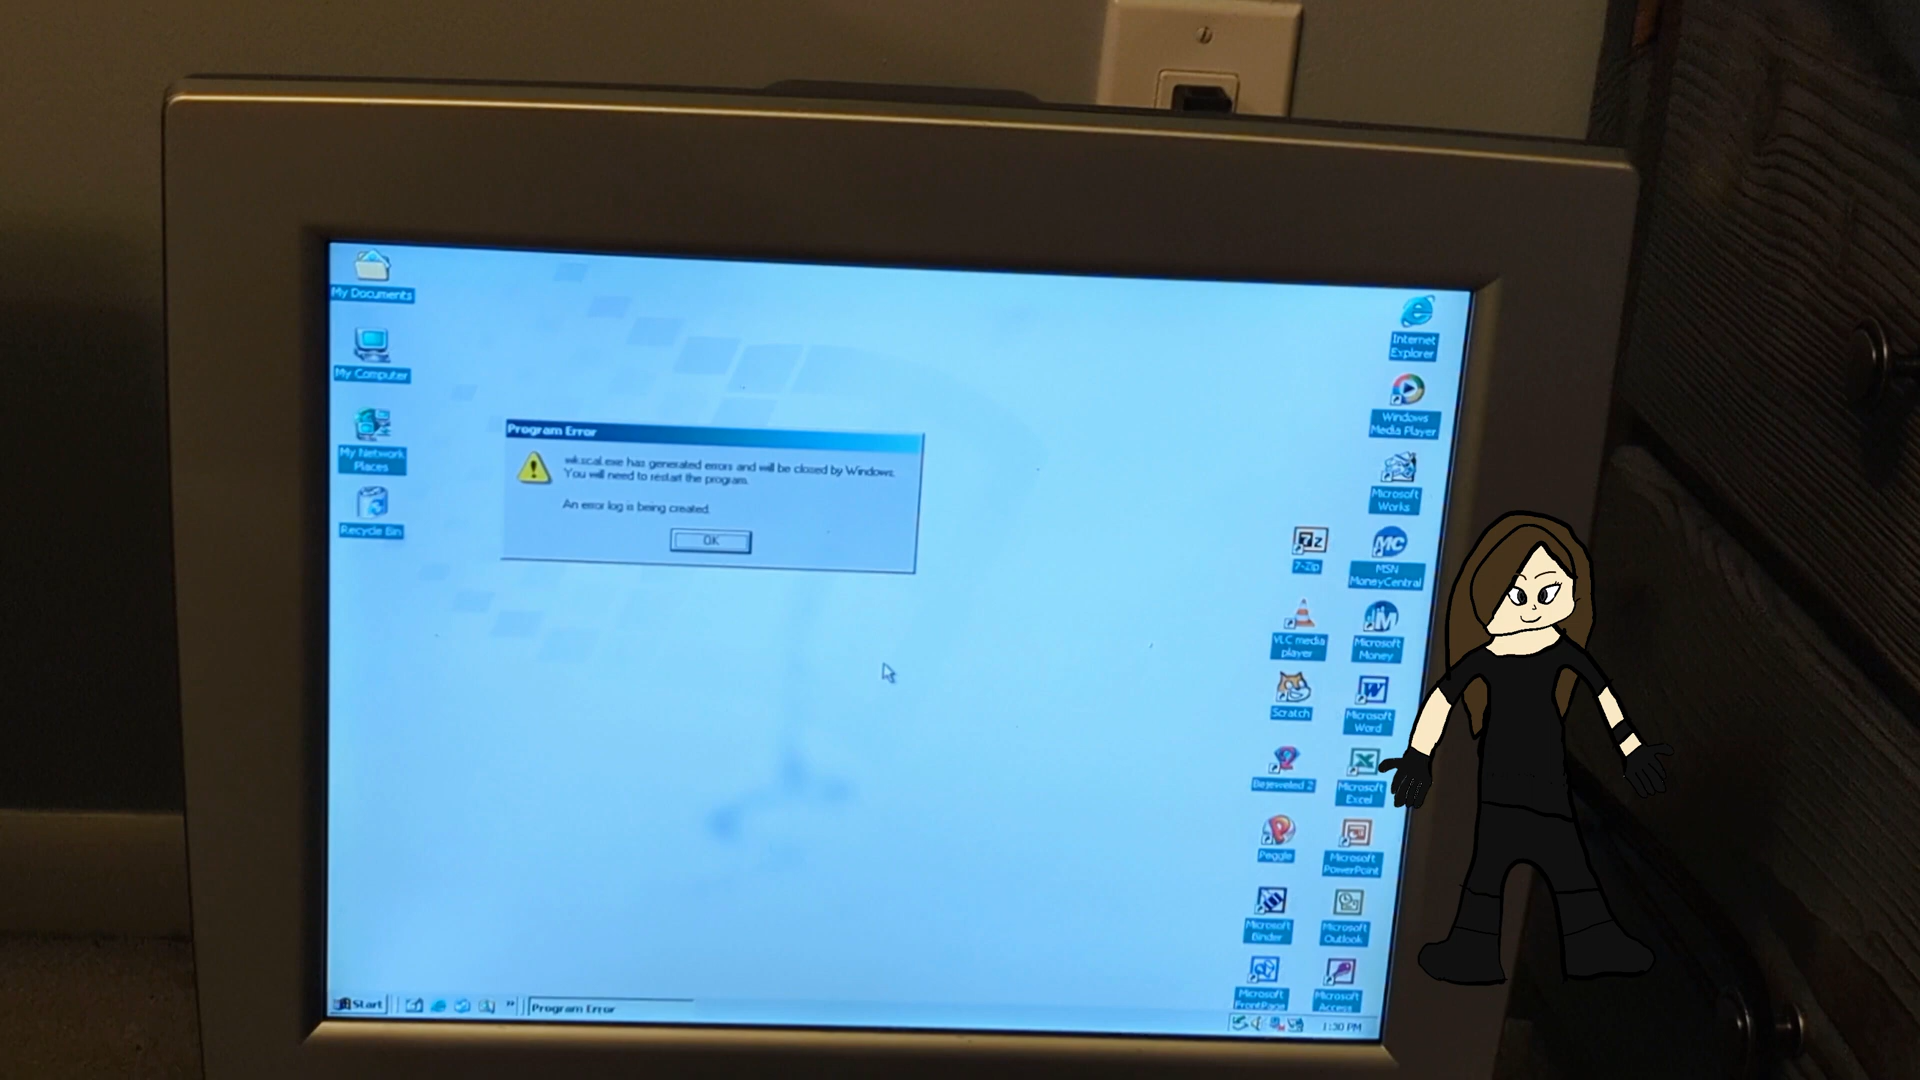 My Documents
My Computer
My Network
Places
Recycle Bin
Program Error
wkscal.exe has generated errors and will be closed by Windows.
You will need to restart the program.
An error log is being created.
OK
Internet
Explorer
Windows
Media Player
Microsoft
Works
7-Zip
MSN
MoneyCentral
VLC media
player
Microsoft
Money
Scratch
Microsoft
Word
Bejeweled 2
Microsoft
Excel
Peggle
Microsoft
PowerPoint
Microsoft
Binder
Microsoft
Outlook
Microsoft
FrontPage
Microsoft
Access
Start
Program Error
1:30 PM